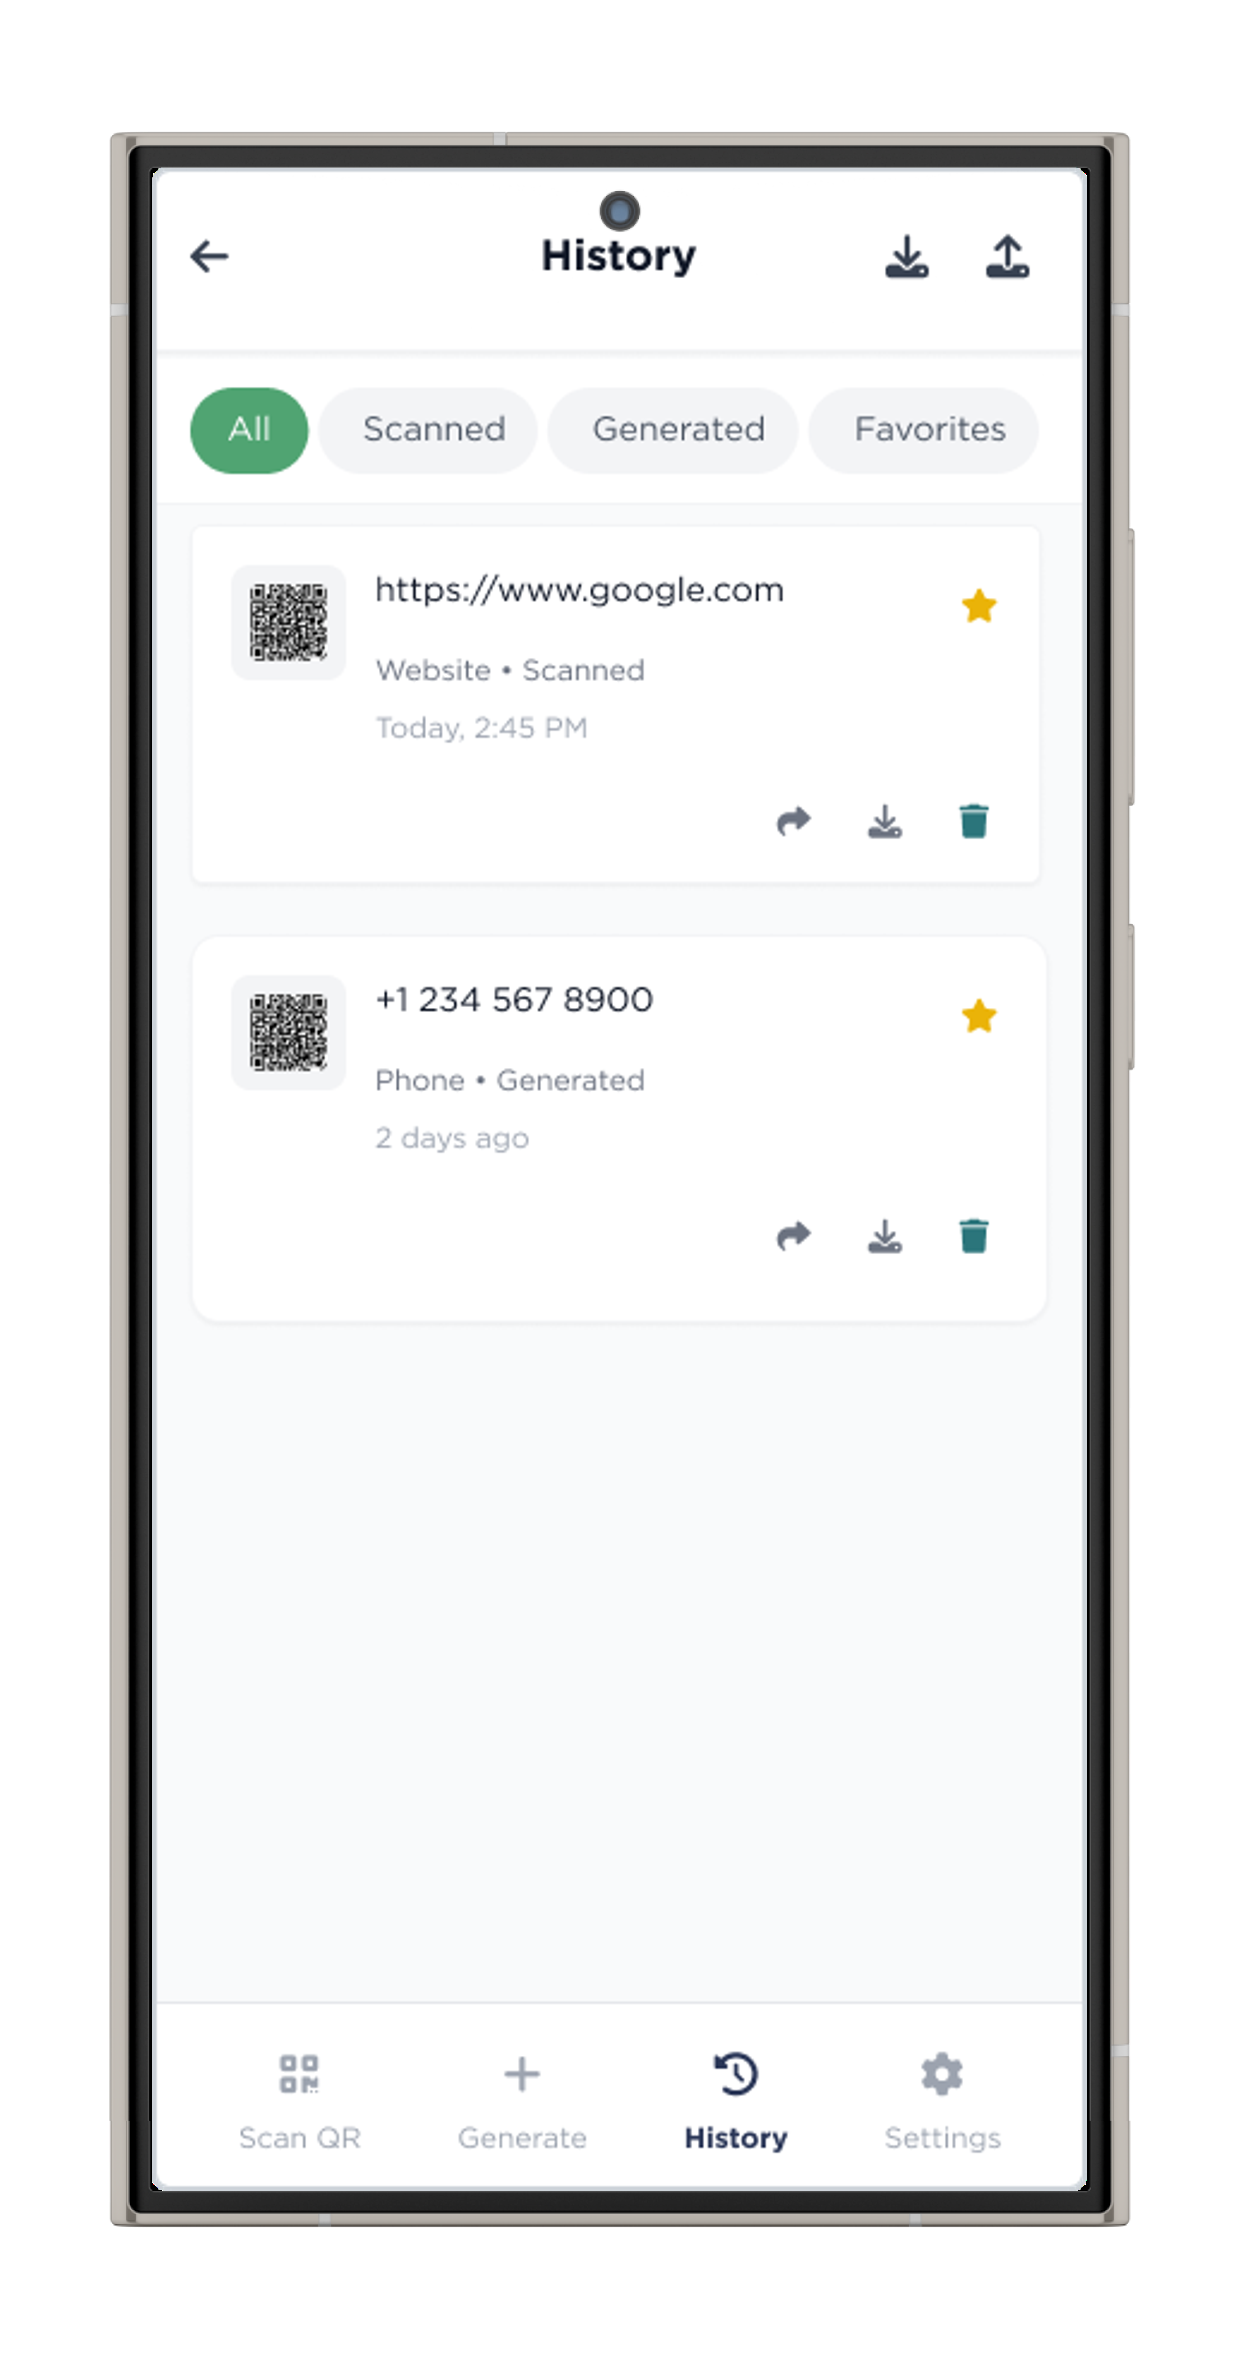 History
All Scanned Generated Favorites
https://www.google.com
Website • Scanned
Today, 2:45 PM
+1 234 567 8900
Phone • Generated
2 days ago
Scan QR Generate History Settings